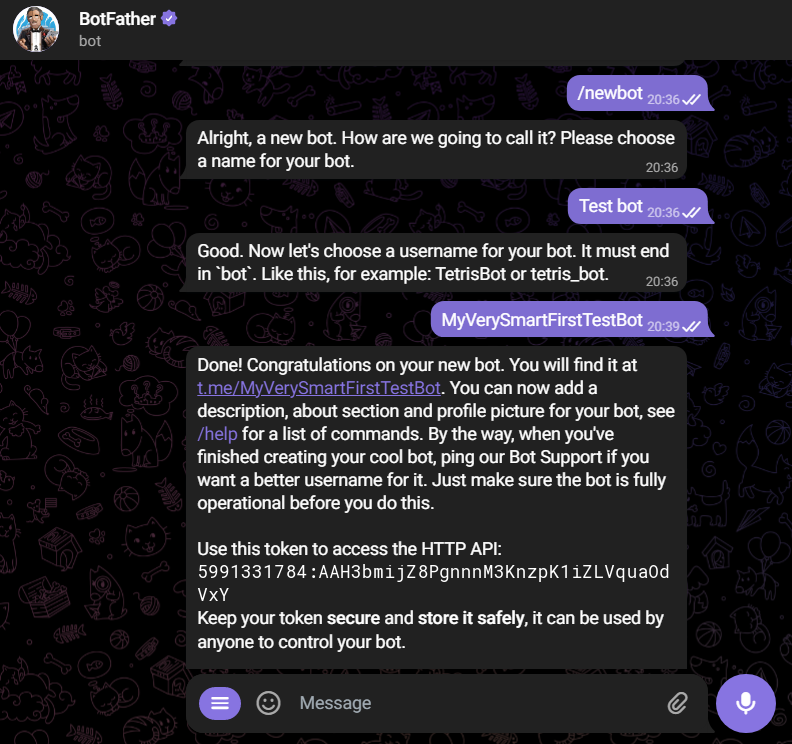 BotFather
bot
/newbot 20:36
Alright, a new bot. How are we going to call it? Please choose
a name for your bot.
20:36
Test bot 20:36
Good. Now let's choose a username for your bot. It must end
in `bot`. Like this, for example: TetrisBot or tetris_bot.
20:36
MyVerySmartFirstTestBot 20:39
Done! Congratulations on your new bot. You will find it at
t.me/MyVerySmartFirstTestBot. You can now add a
description, about section and profile picture for your bot, see
/help for a list of commands. By the way, when you've
finished creating your cool bot, ping our Bot Support if you
want a better username for it. Just make sure the bot is fully
operational before you do this.
Use this token to access the HTTP API:
5991331784:AAH3bmijZ8PgnnnM3KnzpK1iZLVquaOd
VxY
Keep your token secure and store it safely, it can be used by
anyone to control your bot.
Message